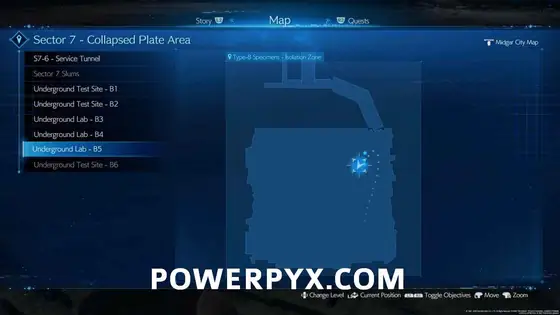 Story Map Quests
Sector 7 - Collapsed Plate Area
Midgar City Map
S7-6 - Service Tunnel
Sector 7 Slums
Underground Test Site - B1
Underground Test Site - B2
Underground Lab - B3
Underground Lab - B4
Underground Lab - B5
Underground Test Site - B6
Type-B Specimens - Isolation Zone
POWERPYX.COM
Change Level Current Position Toggle Objectives Move Zoom